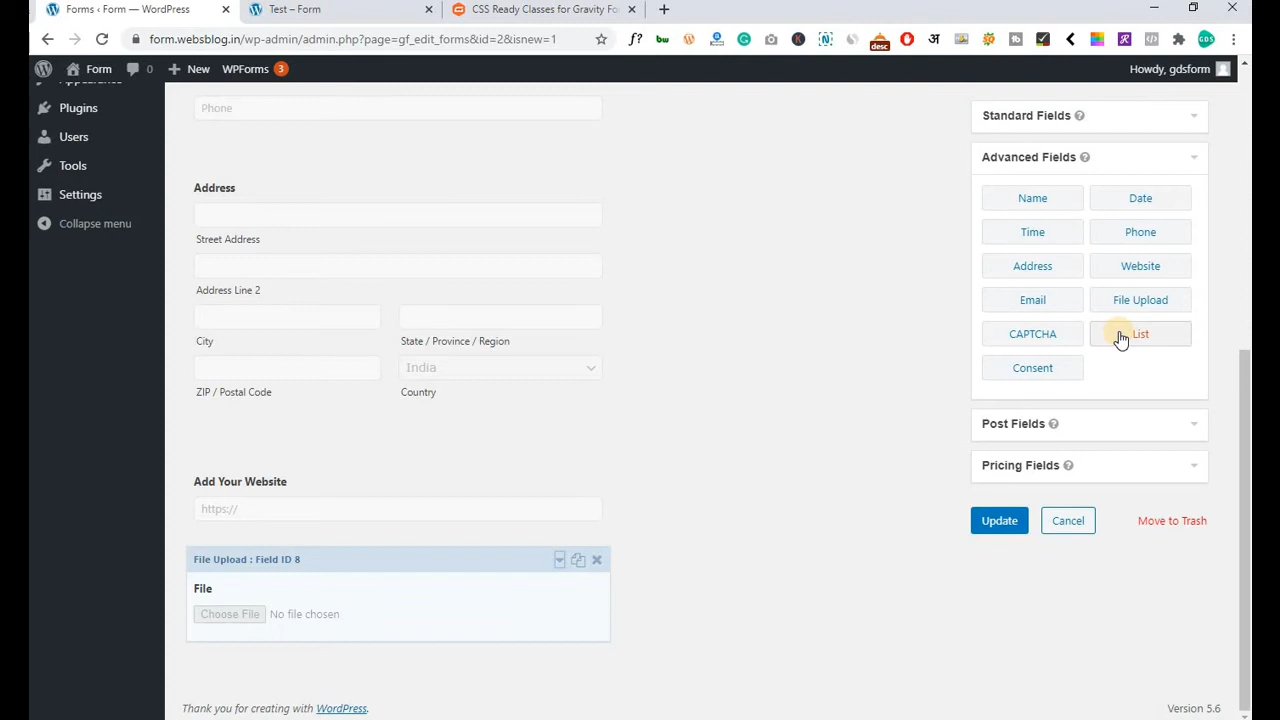 Forms ‹ Form — WordPress
Test – Form
CSS Ready Classes for Gravity Fo
form.websblog.in/wp-admin/admin.php?page=gf_edit_forms&id=2&isnew=1
f?
bw
desc
अ
GDS
Form
0
New
WPForms
3
Howdy, gdsform
Appearance
Plugins
Users
Tools
Settings
Collapse menu
Phone
Address
Street Address
Address Line 2
City
State / Province / Region
India
ZIP / Postal Code
Country
Add Your Website
https://
File Upload : Field ID 8
File
Choose File No file chosen
Standard Fields
Advanced Fields
Name
Date
Time
Phone
Address
Website
Email
File Upload
CAPTCHA
List
Consent
Post Fields
Pricing Fields
Update
Cancel
Move to Trash
Thank you for creating with WordPress.
Version 5.6